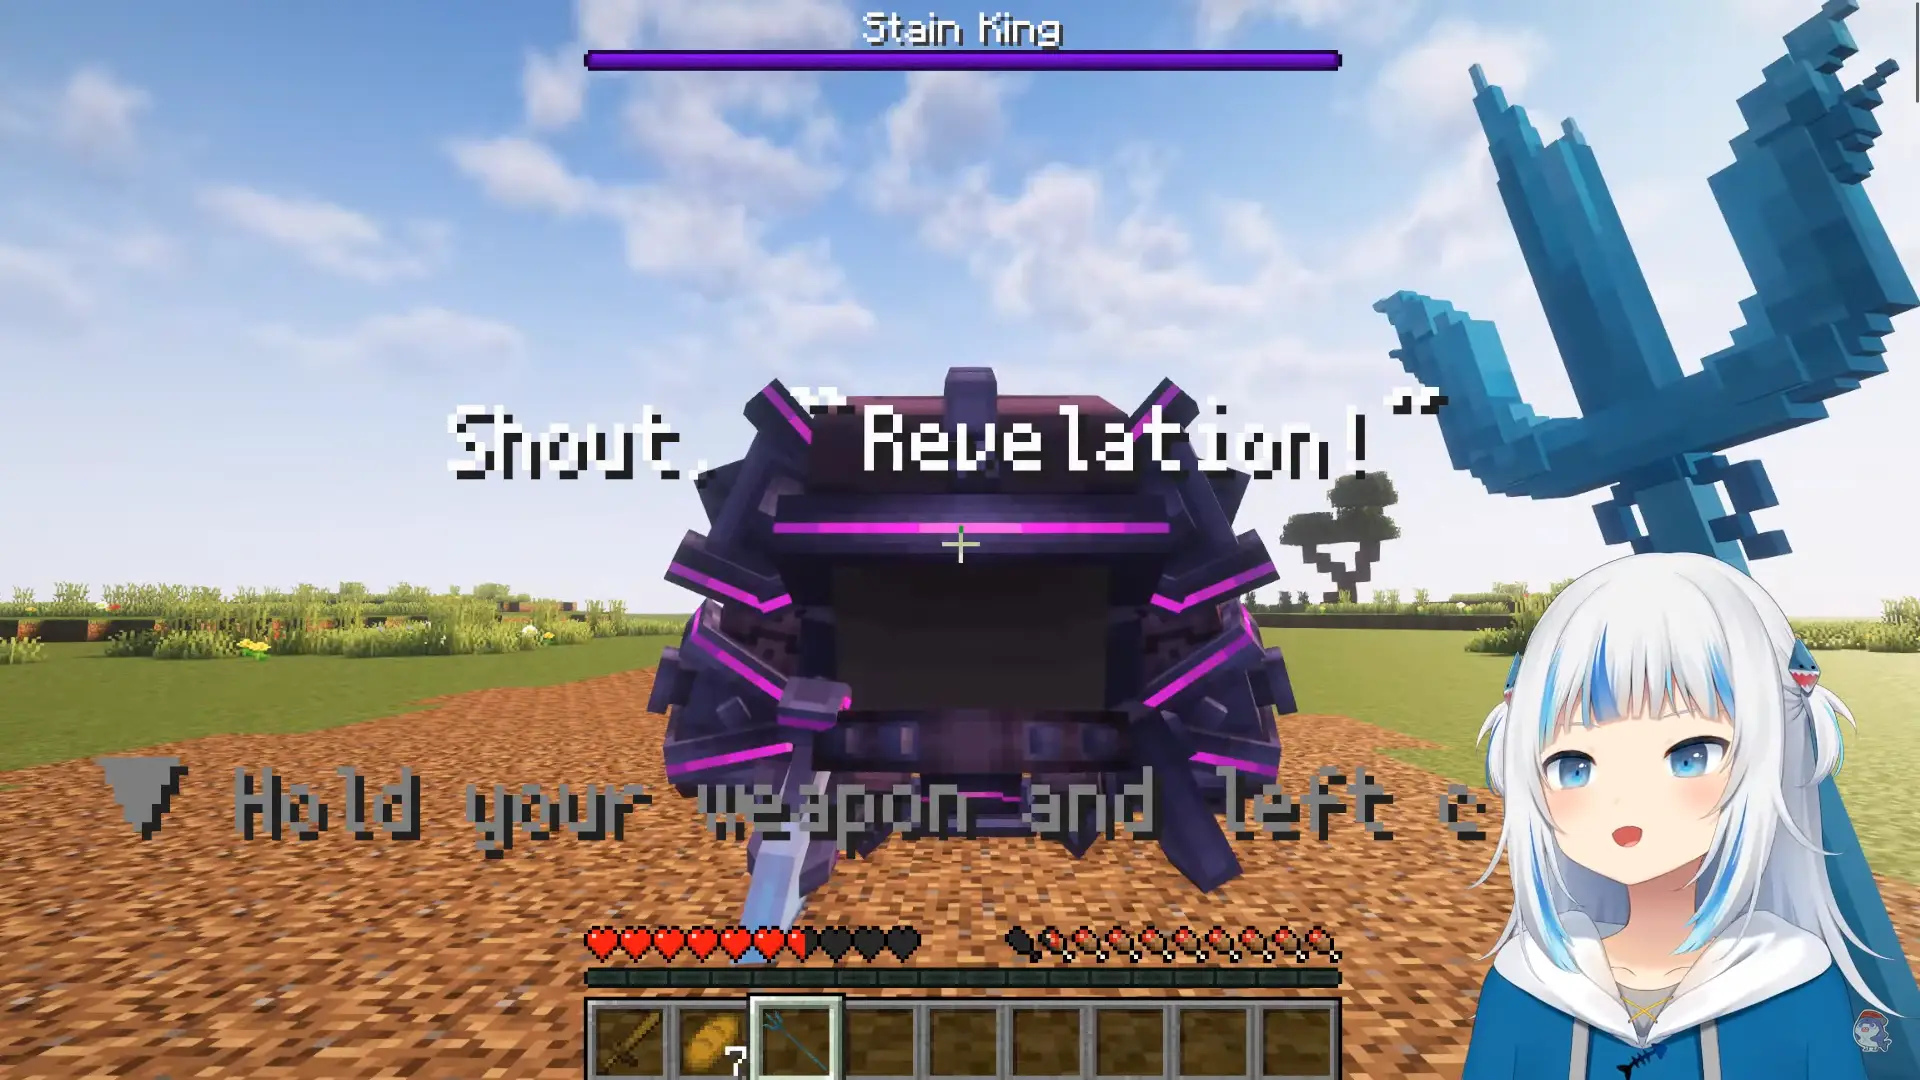 Stain King
Shout, “Revelation!“
▼ Hold your weapon and left c
7